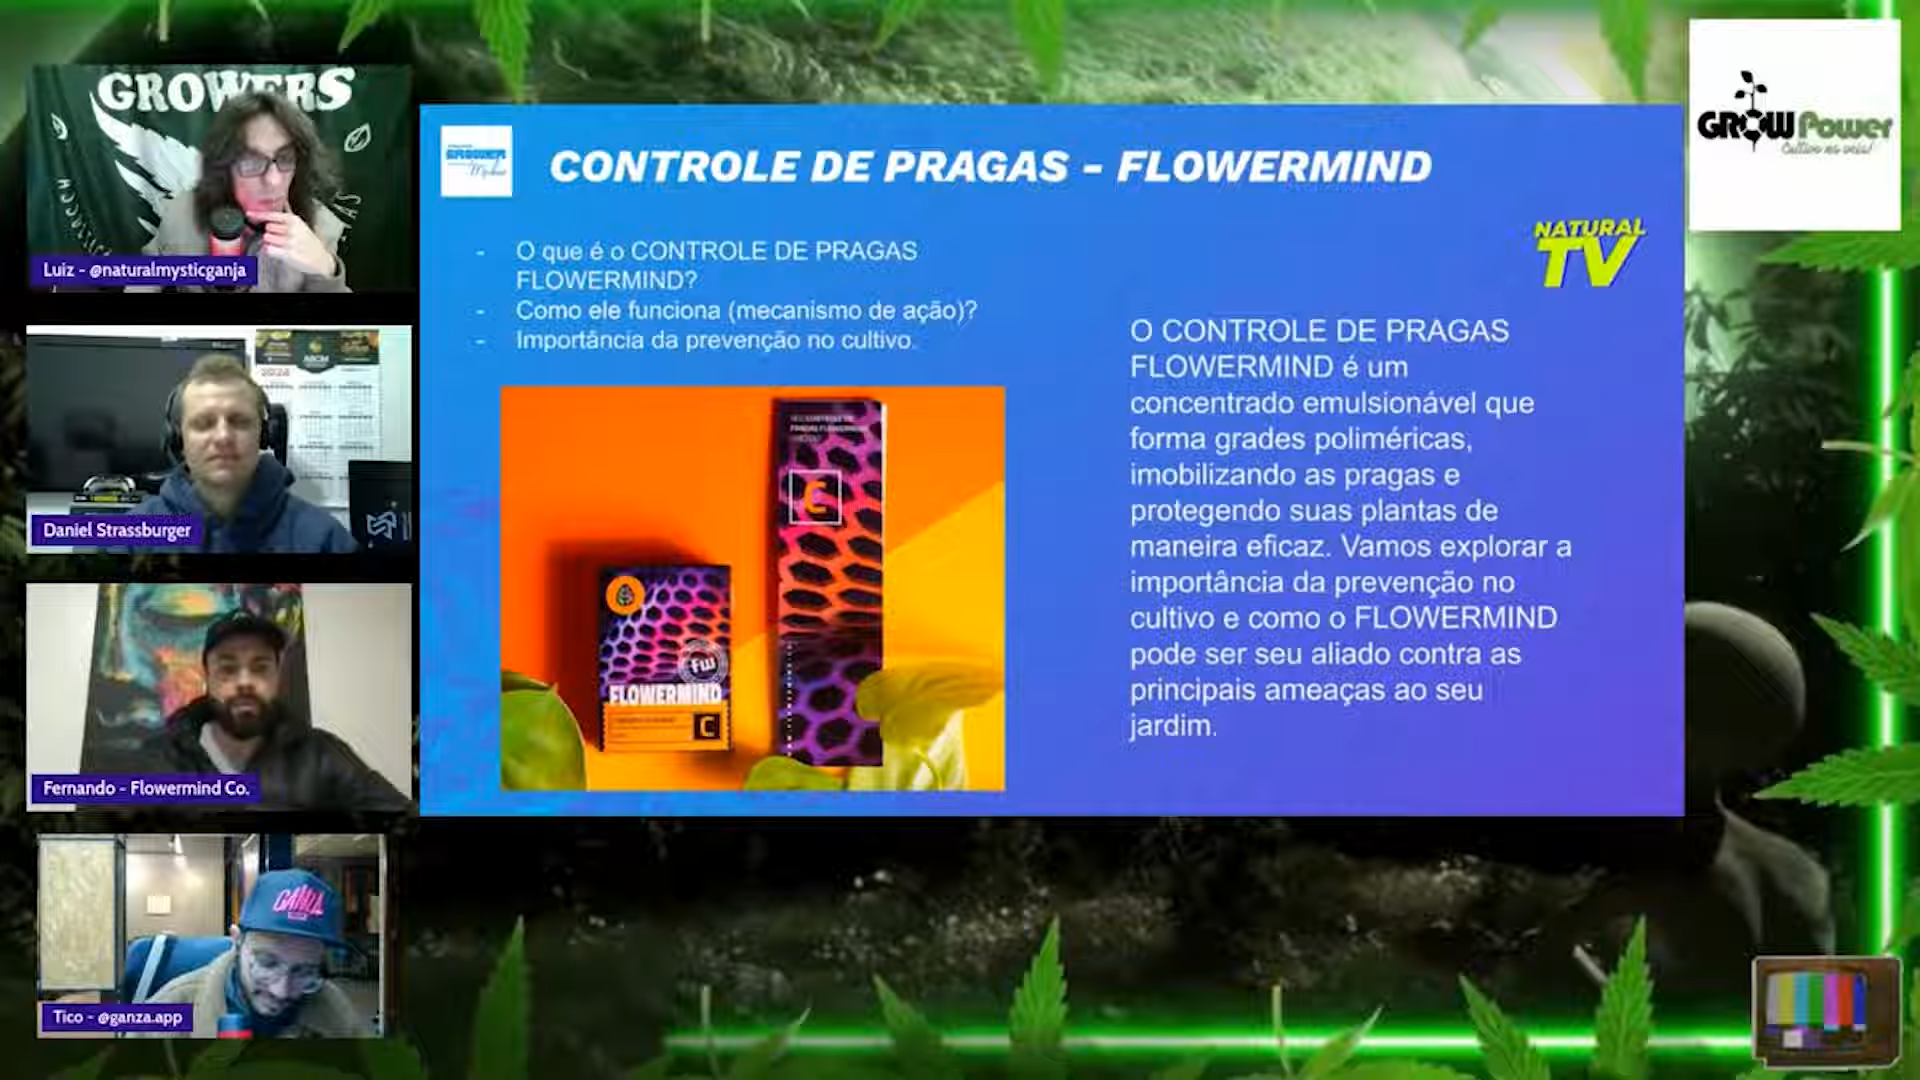 GROWERS
Luiz - @naturalmysticganja
2024
Daniel Strassburger
Fernando - Flowermind Co.
GANJA
Tico - @ganza.app
GROWER
CONTROLE DE PRAGAS - FLOWERMIND
NATURAL
TV
- O que é o CONTROLE DE PRAGAS
FLOWERMIND?
- Como ele funciona (mecanismo de ação)?
- Importância da prevenção no cultivo.
C
fw
FLOWERMIND
C
O CONTROLE DE PRAGAS
FLOWERMIND é um
concentrado emulsionável que
forma grades poliméricas,
imobilizando as pragas e
protegendo suas plantas de
maneira eficaz. Vamos explorar a
importância da prevenção no
cultivo e como o FLOWERMIND
pode ser seu aliado contra as
principais ameaças ao seu
jardim.
GROW Power